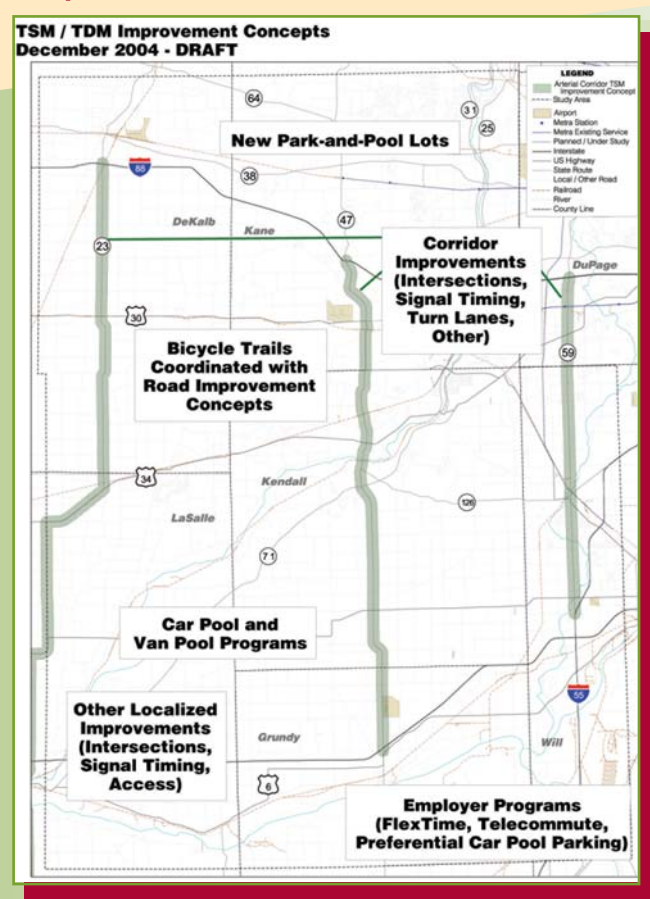 TSM / TDM Improvement Concepts
December 2004 - DRAFT
LEGEND
Arterial Corridor TSM
Improvement Concept
Study Area
Airport
Metra Station
Metra Existing Service
Planned / Under Study
Interstate
US Highway
State Route
Local / Other Road
Railroad
River
County Line
64
31
25
New Park-and-Pool Lots
88
38
47
DeKalb
Kane
23
Corridor
Improvements
(Intersections,
Signal Timing,
Turn Lanes,
Other)
DuPage
30
59
Bicycle Trails
Coordinated with
Road Improvement
Concepts
34
Kendall
126
LaSalle
71
Car Pool and
Van Pool Programs
55
Other Localized
Improvements
(Intersections,
Signal Timing,
Access)
Grundy
Will
6
Employer Programs
(FlexTime, Telecommute,
Preferential Car Pool Parking)